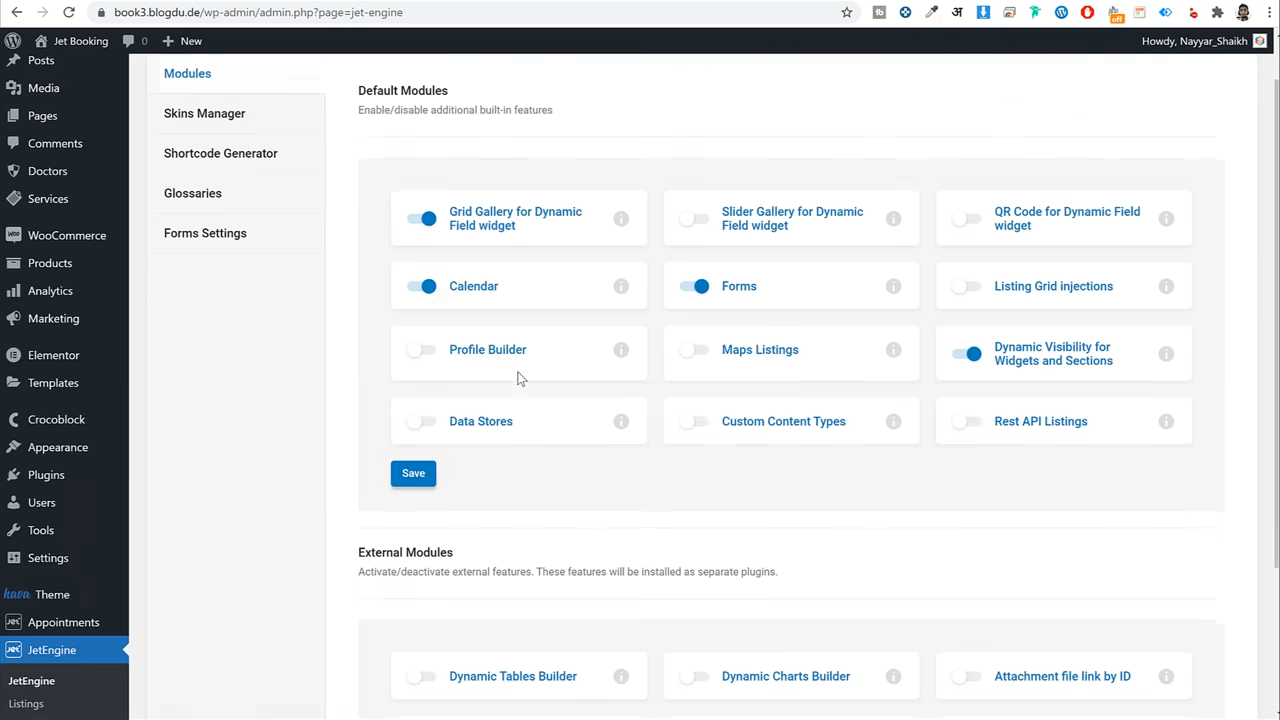 book3.blogdu.de/wp-admin/admin.php?page=jet-engine
अ
off
Jet Booking
0
New
Howdy, Nayyar_Shaikh
Posts
Media
Pages
Comments
Doctors
Services
WooCommerce
Products
Analytics
Marketing
Elementor
Templates
Crocoblock
Appearance
Plugins
Users
Tools
Settings
kava Theme
Jet Appointments
Jet JetEngine
JetEngine
Listings
Modules
Skins Manager
Shortcode Generator
Glossaries
Forms Settings
Default Modules
Enable/disable additional built-in features
Grid Gallery for Dynamic
Field widget
Slider Gallery for Dynamic
Field widget
QR Code for Dynamic Field
widget
Calendar
Forms
Listing Grid injections
Profile Builder
Maps Listings
Dynamic Visibility for
Widgets and Sections
Data Stores
Custom Content Types
Rest API Listings
Save
External Modules
Activate/deactivate external features. These features will be installed as separate plugins.
Dynamic Tables Builder
Dynamic Charts Builder
Attachment file link by ID